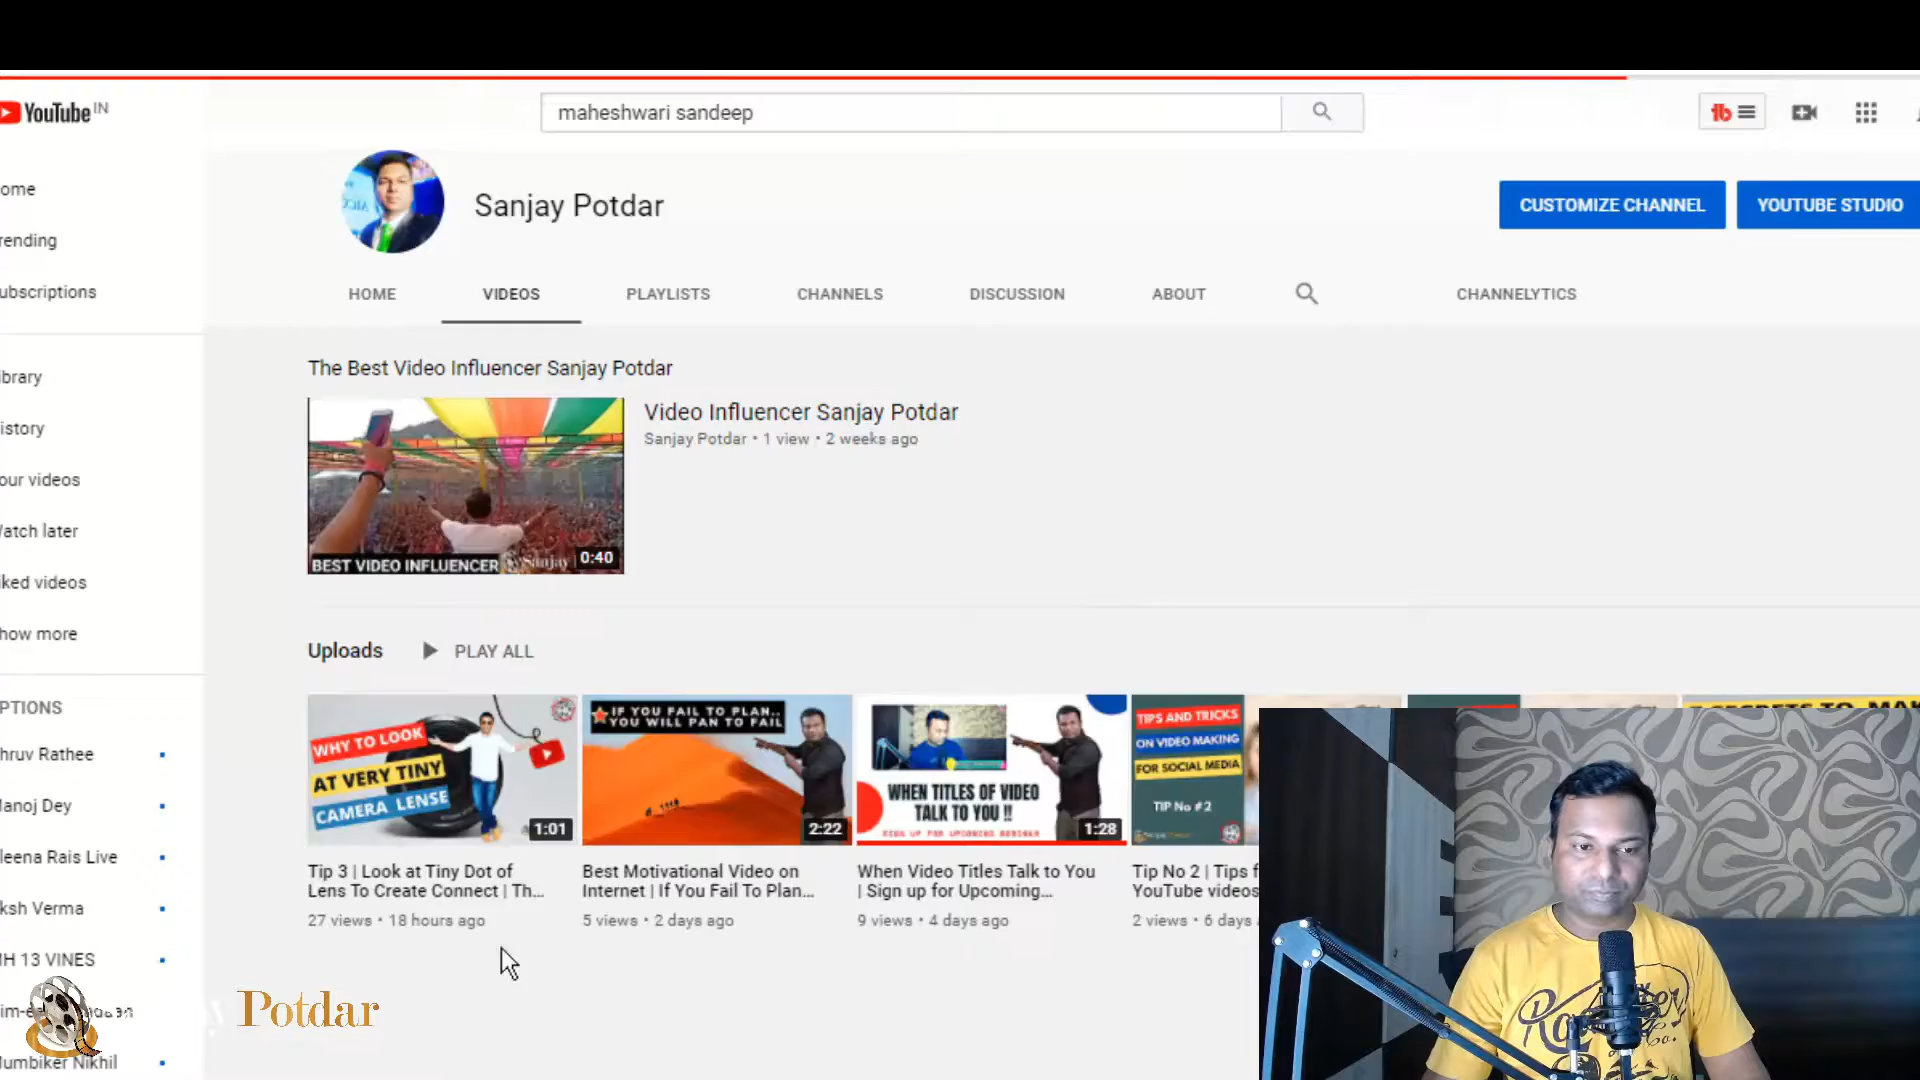 YouTube IN
maheshwari sandeep
ome
Sanjay Potdar
CUSTOMIZE CHANNEL
YOUTUBE STUDIO
rending
ubscriptions
HOME
VIDEOS
PLAYLISTS
CHANNELS
DISCUSSION
ABOUT
CHANNELYTICS
The Best Video Influencer Sanjay Potdar
ibrary
Video Influencer Sanjay Potdar
Sanjay Potdar • 1 view • 2 weeks ago
istory
our videos
atch later
BEST VIDEO INFLUENCER
Sanjay
0:40
ked videos
how more
Uploads
PLAY ALL
PTIONS
WHY TO LOOK
AT VERY TINY
CAMERA LENSE
1:01
IF YOU FAIL TO PLAN..
YOU WILL PAN TO FAIL
2:22
WHEN TITLES OF VIDEO
TALK TO YOU !!
SIGN UP FOR UPCOMING WEBINER
1:28
TIPS AND TRICKS
ON VIDEO MAKING
FOR SOCIAL MEDIA
TIP No #2
hruv Rathee
anoj Dey
leena Rais Live
ksh Verma
H 13 VINES
umbiker Nikhil
Tip 3 | Look at Tiny Dot of
Lens To Create Connect | Th...
27 views • 18 hours ago
Best Motivational Video on
Internet | If You Fail To Plan...
5 views • 2 days ago
When Video Titles Talk to You
| Sign up for Upcoming...
9 views • 4 days ago
Tip No 2 | Tips f
YouTube videos
2 views • 6 days
y Potdar